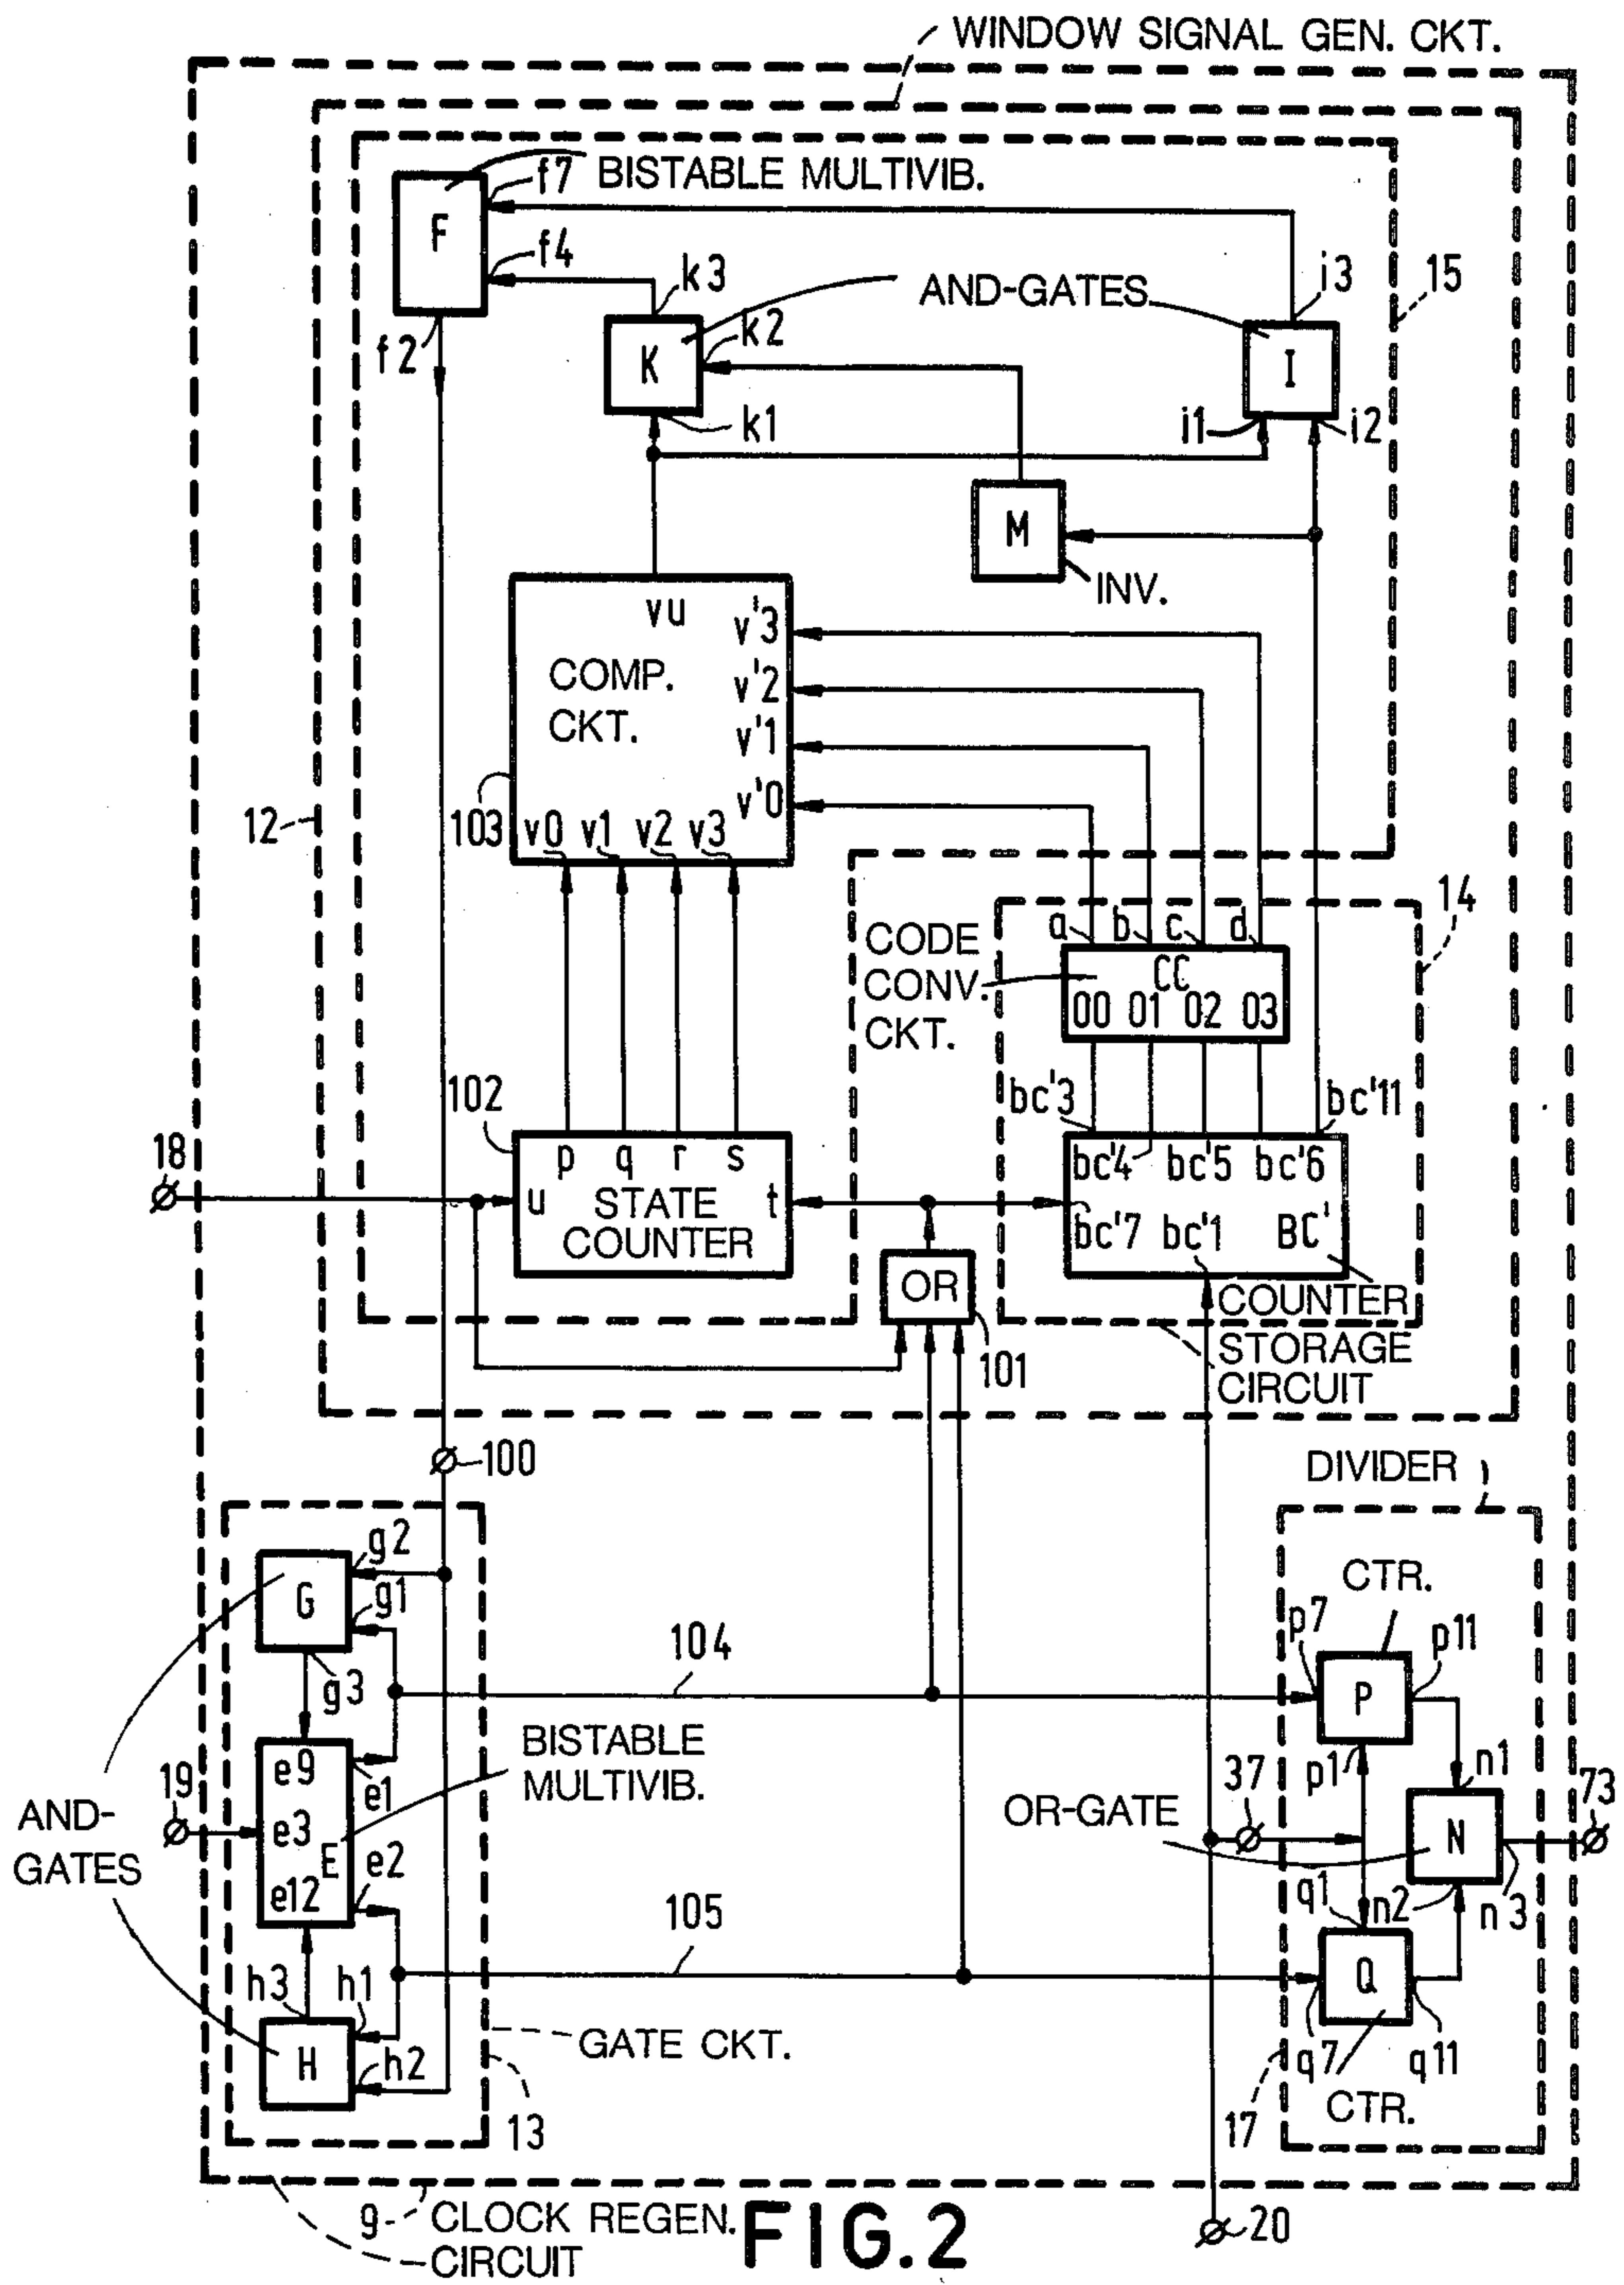 WINDOW SIGNAL GEN. CKT.
f7 BISTABLE MULTIVIB.
F
f4
k3
AND-GATES
i3
15
f2
k2
K
I
k1
i1
i2
M
INV.
vu
v'3
COMP.
CKT.
v'2
v'1
v'0
12
103
v0 v1 v2 v3
14
a b c d
CODE
CONV.
CKT.
CC
00 01 02 03
102
bc'3
bc'11
18
p q r s
bc'4 bc'5 bc'6
u STATE t
COUNTER
bc'7 bc'1 BC'
OR
COUNTER
101
STORAGE
CIRCUIT
100
DIVIDER
g2
G
g1
CTR.
p7
p11
104
g3
P
BISTABLE
MULTIVIB.
e9
e1
p1
n1
19
37
73
AND-
GATES
e3
E
e2
OR-GATE
N
e12
q1
n2
n3
105
h3
h1
Q
H
h2
GATE CKT.
q7
q11
13
17
CTR.
9
CLOCK REGEN.
CIRCUIT
FIG.2
20